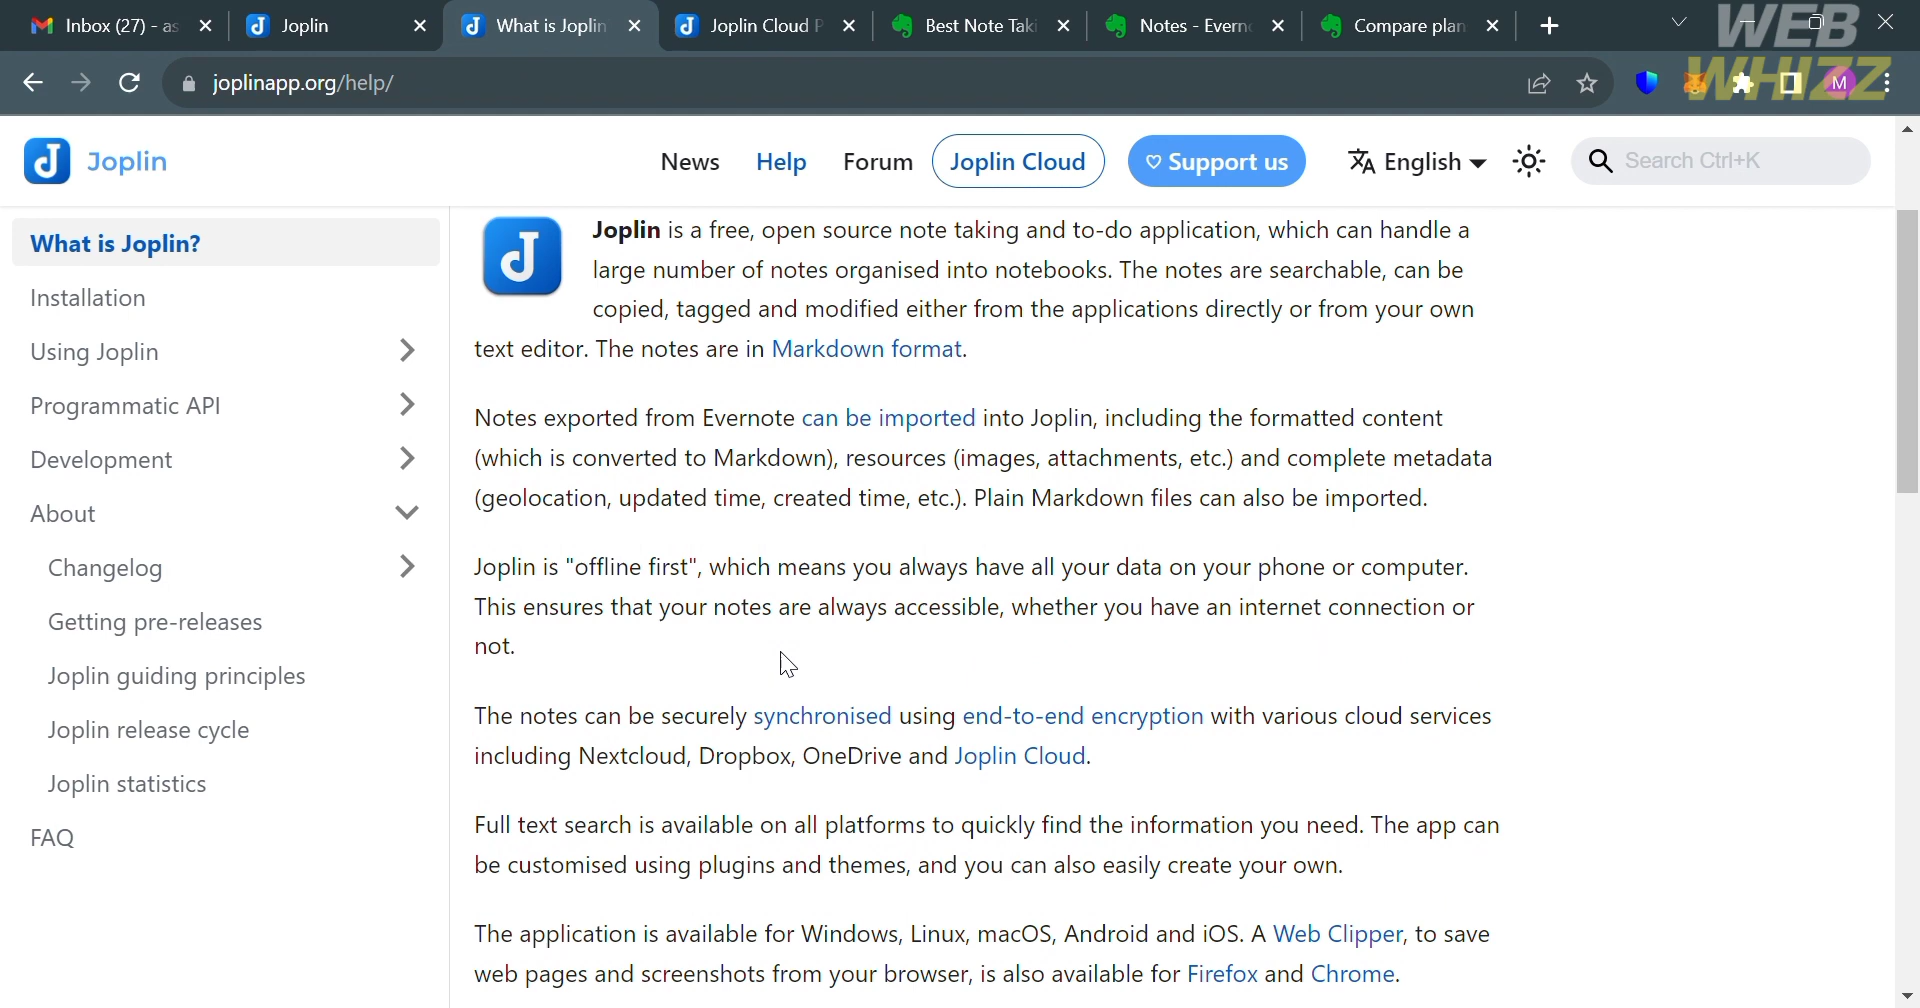 Inbox (27) - as
Joplin
What is Joplin
Joplin Cloud P
Best Note Taki
Notes - Everno
Compare plan
WEB
WHIZZ
joplinapp.org/help/
M
Joplin
News
Help
Forum
Joplin Cloud
Support us
English
Search Ctrl+K
What is Joplin?
Installation
Using Joplin
Programmatic API
Development
About
Changelog
Getting pre-releases
Joplin guiding principles
Joplin release cycle
Joplin statistics
FAQ
Joplin is a free, open source note taking and to-do application, which can handle a
large number of notes organised into notebooks. The notes are searchable, can be
copied, tagged and modified either from the applications directly or from your own
text editor. The notes are in Markdown format.
Notes exported from Evernote can be imported into Joplin, including the formatted content
(which is converted to Markdown), resources (images, attachments, etc.) and complete metadata
(geolocation, updated time, created time, etc.). Plain Markdown files can also be imported.
Joplin is "offline first", which means you always have all your data on your phone or computer.
This ensures that your notes are always accessible, whether you have an internet connection or
not.
The notes can be securely synchronised using end-to-end encryption with various cloud services
including Nextcloud, Dropbox, OneDrive and Joplin Cloud.
Full text search is available on all platforms to quickly find the information you need. The app can
be customised using plugins and themes, and you can also easily create your own.
The application is available for Windows, Linux, macOS, Android and iOS. A Web Clipper, to save
web pages and screenshots from your browser, is also available for Firefox and Chrome.